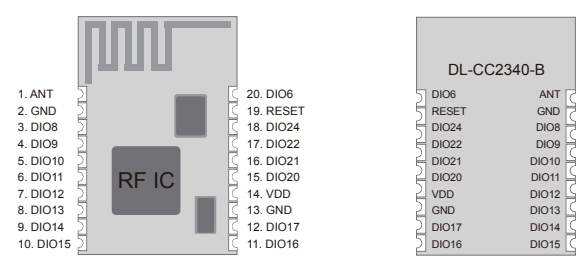 1. ANT
2. GND
3. DIO8
4. DIO9
5. DIO10
6. DIO11
7. DIO12
8. DIO13
9. DIO14
10. DIO15
RF IC
20. DIO6
19. RESET
18. DIO24
17. DIO22
16. DIO21
15. DIO20
14. VDD
13. GND
12. DIO17
11. DIO16
DL-CC2340-B
DIO6 ANT
RESET GND
DIO24 DIO8
DIO22 DIO9
DIO21 DIO10
DIO20 DIO11
VDD DIO12
GND DIO13
DIO17 DIO14
DIO16 DIO15